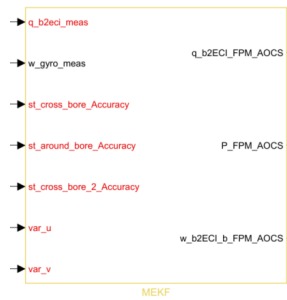 q_b2eci_meas
w_gyro_meas
st_cross_bore_Accuracy
st_around_bore_Accuracy
st_cross_bore_2_Accuracy
var_u
var_v
q_b2ECI_FPM_AOCS
P_FPM_AOCS
w_b2ECI_b_FPM_AOCS
MEKF